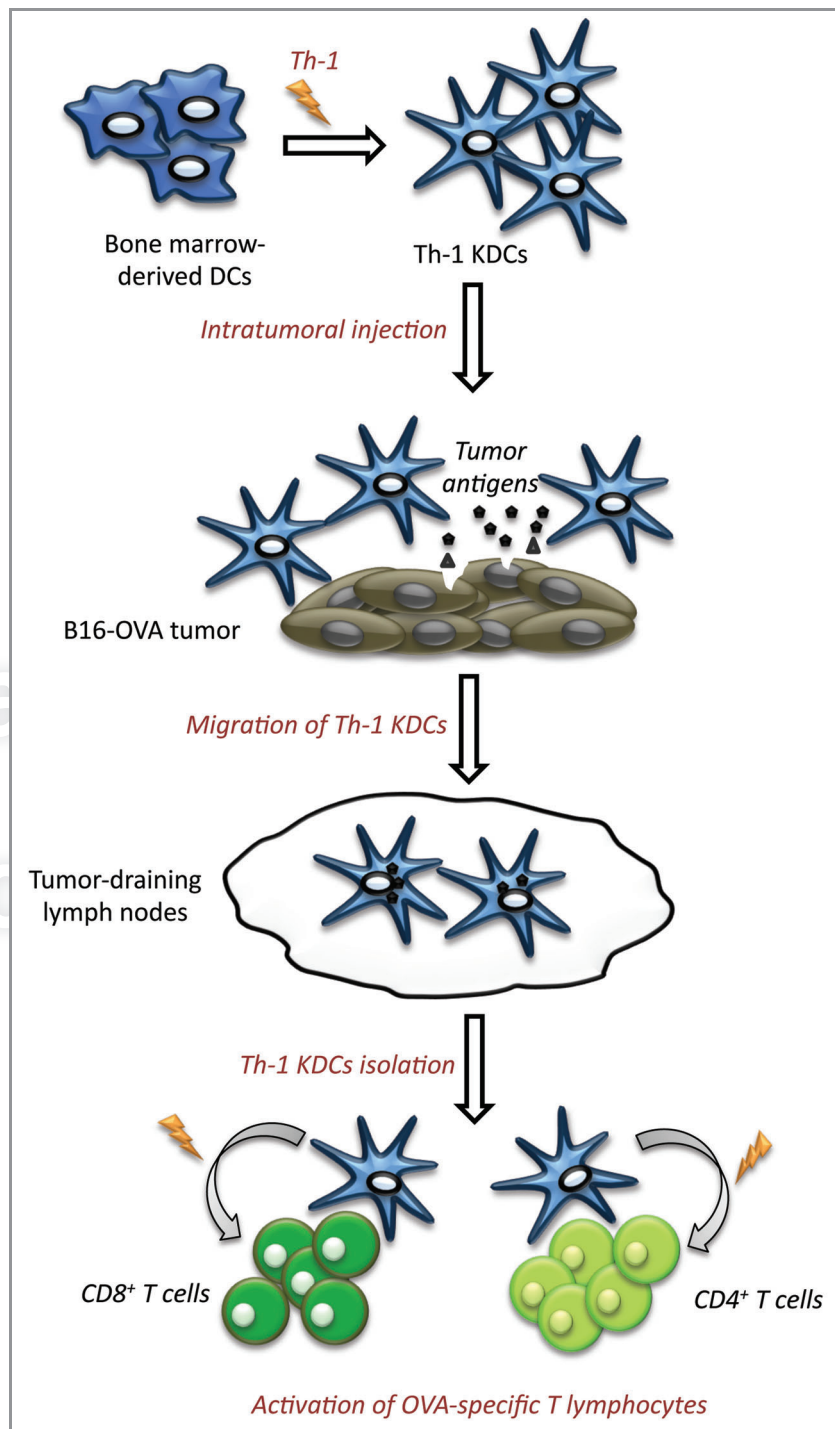 Th-1
Bone marrow-
derived DCs
Th-1 KDCs
Intratumoral injection
Tumor
antigens
B16-OVA tumor
Migration of Th-1 KDCs
Tumor-draining
lymph nodes
Th-1 KDCs isolation
CD8⁺ T cells
CD4⁺ T cells
Activation of OVA-specific T lymphocytes